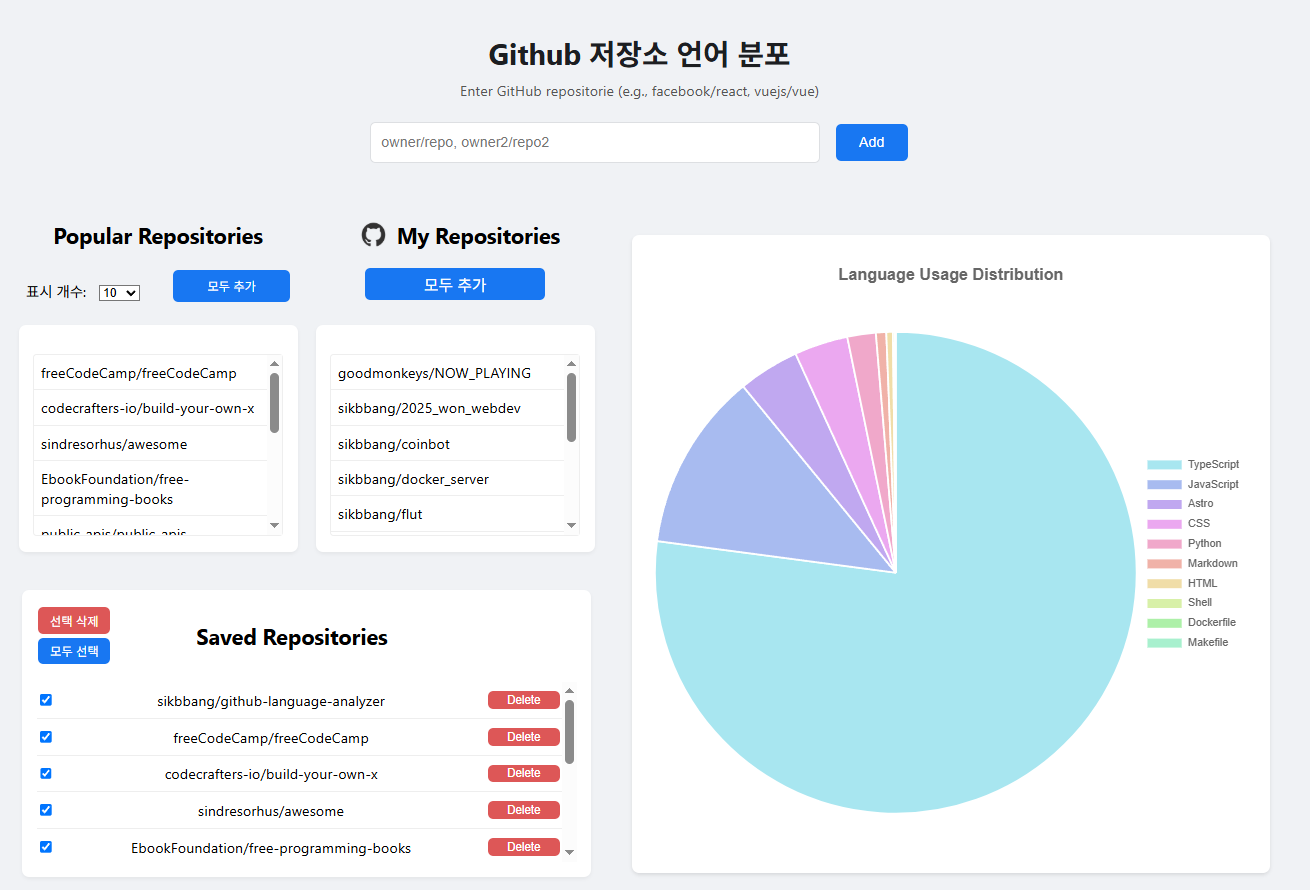 Github 저장소 언어 분포
Enter GitHub repositorie (e.g., facebook/react, vuejs/vue)
owner/repo, owner2/repo2
Add
Popular Repositories
표시 개수:
10
모두 추가
freeCodeCamp/freeCodeCamp
codecrafters-io/build-your-own-x
sindresorhus/awesome
EbookFoundation/free-
programming-books
public-apis/public-apis
My Repositories
모두 추가
goodmonkeys/NOW_PLAYING
sikbbang/2025_won_webdev
sikbbang/coinbot
sikbbang/docker_server
sikbbang/flut
선택 삭제
모두 선택
Saved Repositories
sikbbang/github-language-analyzer
Delete
freeCodeCamp/freeCodeCamp
Delete
codecrafters-io/build-your-own-x
Delete
sindresorhus/awesome
Delete
EbookFoundation/free-programming-books
Delete
Language Usage Distribution
TypeScript
JavaScript
Astro
CSS
Python
Markdown
HTML
Shell
Dockerfile
Makefile